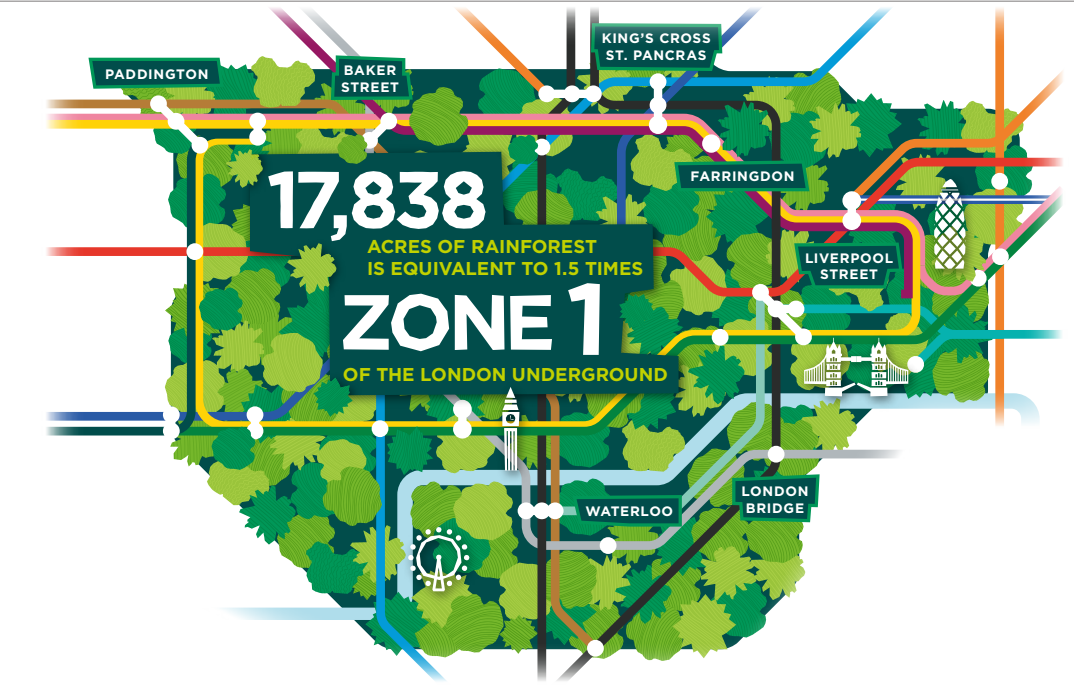 PADDINGTON
BAKER
STREET
KING'S CROSS
ST. PANCRAS
FARRINGDON
17,838
ACRES OF RAINFOREST
IS EQUIVALENT TO 1.5 TIMES
ZONE 1
OF THE LONDON UNDERGROUND
LIVERPOOL
STREET
WATERLOO
LONDON
BRIDGE